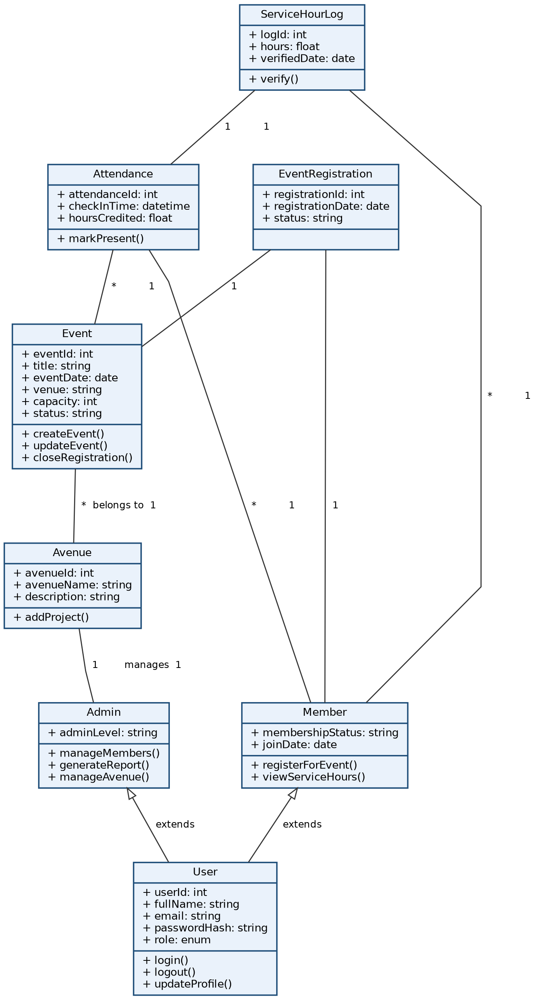 ServiceHourLog
+ logId: int
+ hours: float
+ verifiedDate: date
+ verify()
1 1
Attendance
+ attendanceId: int
+ checkInTime: datetime
+ hoursCredited: float
+ markPresent()
EventRegistration
+ registrationId: int
+ registrationDate: date
+ status: string
* 1
1
Event
+ eventId: int
+ title: string
+ eventDate: date
+ venue: string
+ capacity: int
+ status: string
+ createEvent()
+ updateEvent()
+ closeRegistration()
* 1
* belongs to 1
* 1
1
Avenue
+ avenueId: int
+ avenueName: string
+ description: string
+ addProject()
1 manages 1
Admin
+ adminLevel: string
+ manageMembers()
+ generateReport()
+ manageAvenue()
Member
+ membershipStatus: string
+ joinDate: date
+ registerForEvent()
+ viewServiceHours()
extends
extends
User
+ userId: int
+ fullName: string
+ email: string
+ passwordHash: string
+ role: enum
+ login()
+ logout()
+ updateProfile()